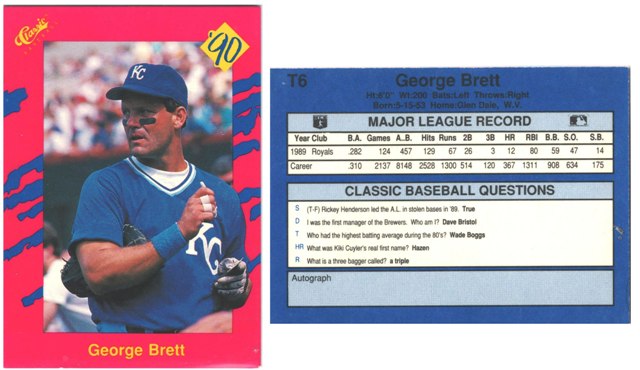 Classic
'90
KC
KC
George Brett
T6
George Brett
Ht:6'0" Wt:200 Bats:Left Throws:Right
Born:5-15-53 Home:Glen Dale, W.V.
MAJOR LEAGUE RECORD
Year Club B.A. Games A.B. Hits Runs 2B 3B HR RBI B.B. S.O. S.B.
1989 Royals .282 124 457 129 67 26 3 12 80 59 47 14
Career .310 2137 8148 2528 1300 514 120 367 1311 908 634 175
CLASSIC BASEBALL QUESTIONS
S (T-F) Rickey Henderson led the A.L. in stolen bases in '89. True
D I was the first manager of the Brewers. Who am I? Dave Bristol
T Who had the highest batting average during the 80's? Wade Boggs
HR What was Kiki Cuyler's real first name? Hazen
R What is a three bagger called? a triple
Autograph